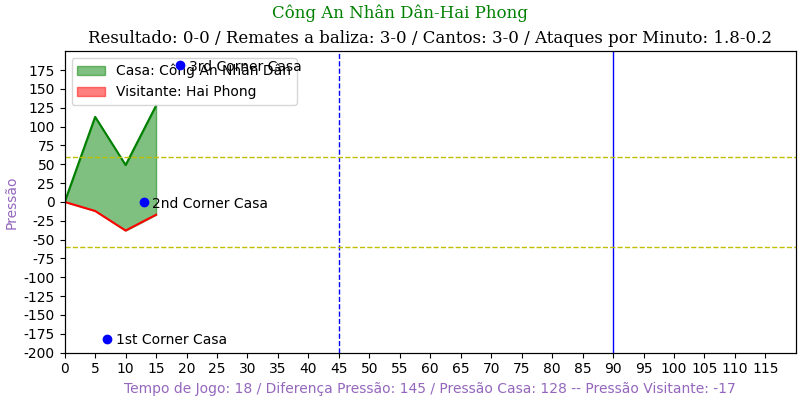 Công An Nhân Dân-Hai Phong
Resultado: 0-0 / Remates a baliza: 3-0 / Cantos: 3-0 / Ataques por Minuto: 1.8-0.2
Casa: Công An Nhân Dân
Visitante: Hai Phong
3rd Corner Casa
2nd Corner Casa
1st Corner Casa
Pressão
175
150
125
100
75
50
25
0
-25
-50
-75
-100
-125
-150
-175
-200
0 5 10 15 20 25 30 35 40 45 50 55 60 65 70 75 80 85 90 95 100 105 110 115
Tempo de Jogo: 18 / Diferença Pressão: 145 / Pressão Casa: 128 -- Pressão Visitante: -17